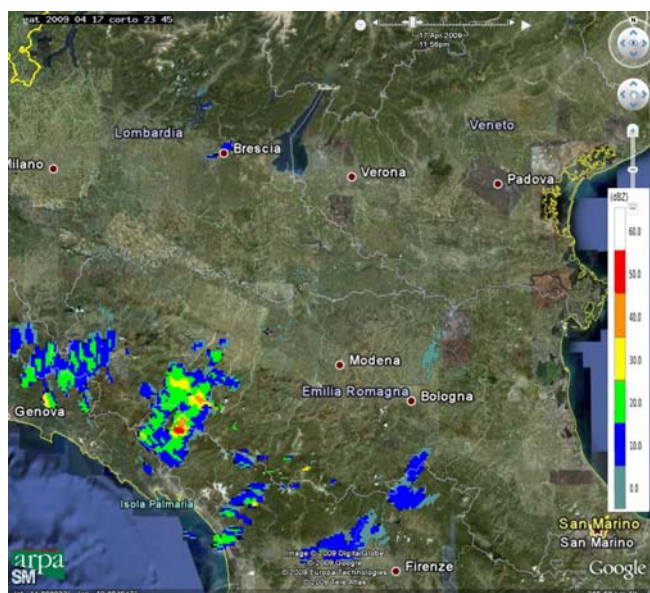 gat 2009 04 17 corto 23 45
17 Apr 2009
11:56pm
N
Lombardia
Veneto
Brescia
Milano
Verona
Padova
(dBZ)
60.0
50.0
40.0
30.0
20.0
10.0
0.0
Modena
Emilia Romagna
Bologna
Genova
Isola Palmaria
San Marino
San Marino
Image © 2009 DigitalGlobe
© 2009 Google
© 2009 Europa Technologies
© 2009 Tele Atlas
Firenze
arpa
SM
Google